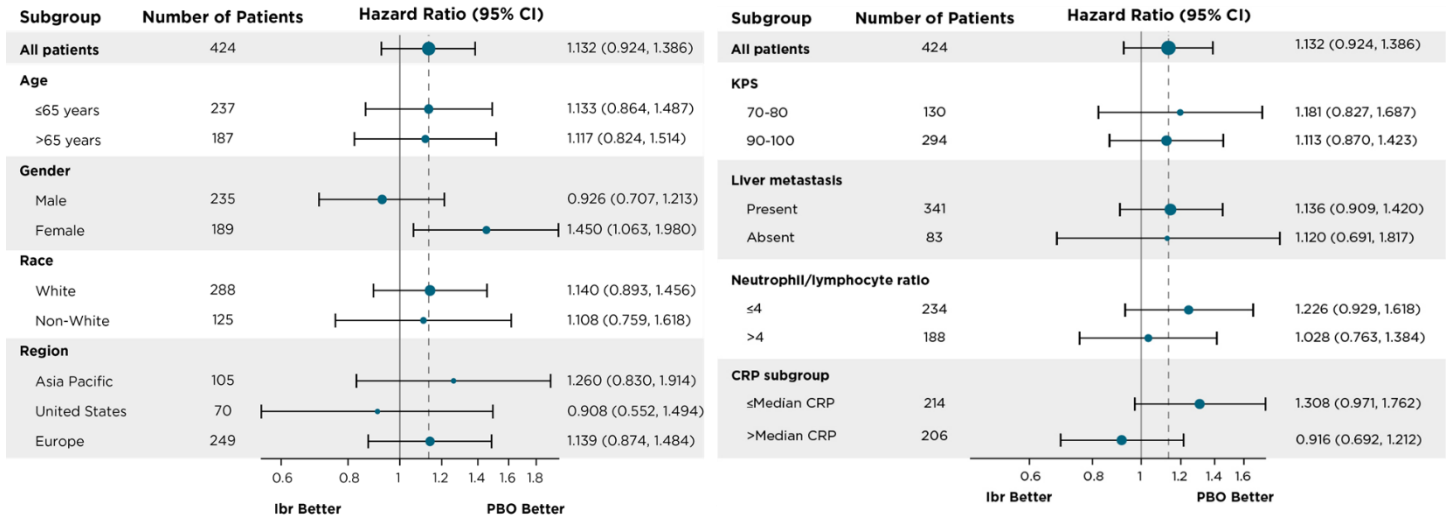 Subgroup Number of Patients Hazard Ratio (95% CI)
All patients 424 1.132 (0.924, 1.386)
Age
≤65 years 237 1.133 (0.864, 1.487)
>65 years 187 1.117 (0.824, 1.514)
Gender
Male 235 0.926 (0.707, 1.213)
Female 189 1.450 (1.063, 1.980)
Race
White 288 1.140 (0.893, 1.456)
Non-White 125 1.108 (0.759, 1.618)
Region
Asia Pacific 105 1.260 (0.830, 1.914)
United States 70 0.908 (0.552, 1.494)
Europe 249 1.139 (0.874, 1.484)
0.6 0.8 1 1.2 1.4 1.6 1.8
Ibr Better PBO Better
Subgroup Number of Patients Hazard Ratio (95% CI)
All patients 424 1.132 (0.924, 1.386)
KPS
70-80 130 1.181 (0.827, 1.687)
90-100 294 1.113 (0.870, 1.423)
Liver metastasis
Present 341 1.136 (0.909, 1.420)
Absent 83 1.120 (0.691, 1.817)
Neutrophil/lymphocyte ratio
≤4 234 1.226 (0.929, 1.618)
>4 188 1.028 (0.763, 1.384)
CRP subgroup
≤Median CRP 214 1.308 (0.971, 1.762)
>Median CRP 206 0.916 (0.692, 1.212)
0.6 0.8 1 1.2 1.4 1.6
Ibr Better PBO Better